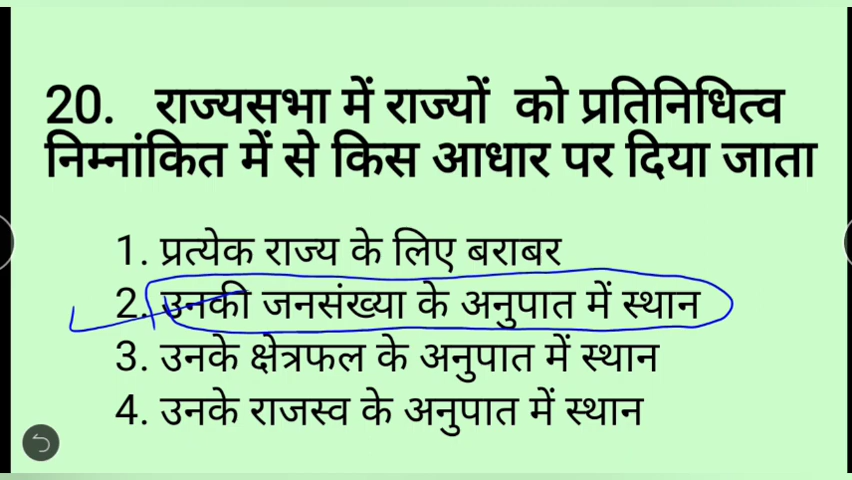 20. राज्यसभा में राज्यों को प्रतिनिधित्व
निम्नांकित में से किस आधार पर दिया जाता
1. प्रत्येक राज्य के लिए बराबर
2. उनकी जनसंख्या के अनुपात में स्थान
3. उनके क्षेत्रफल के अनुपात में स्थान
4. उनके राजस्व के अनुपात में स्थान